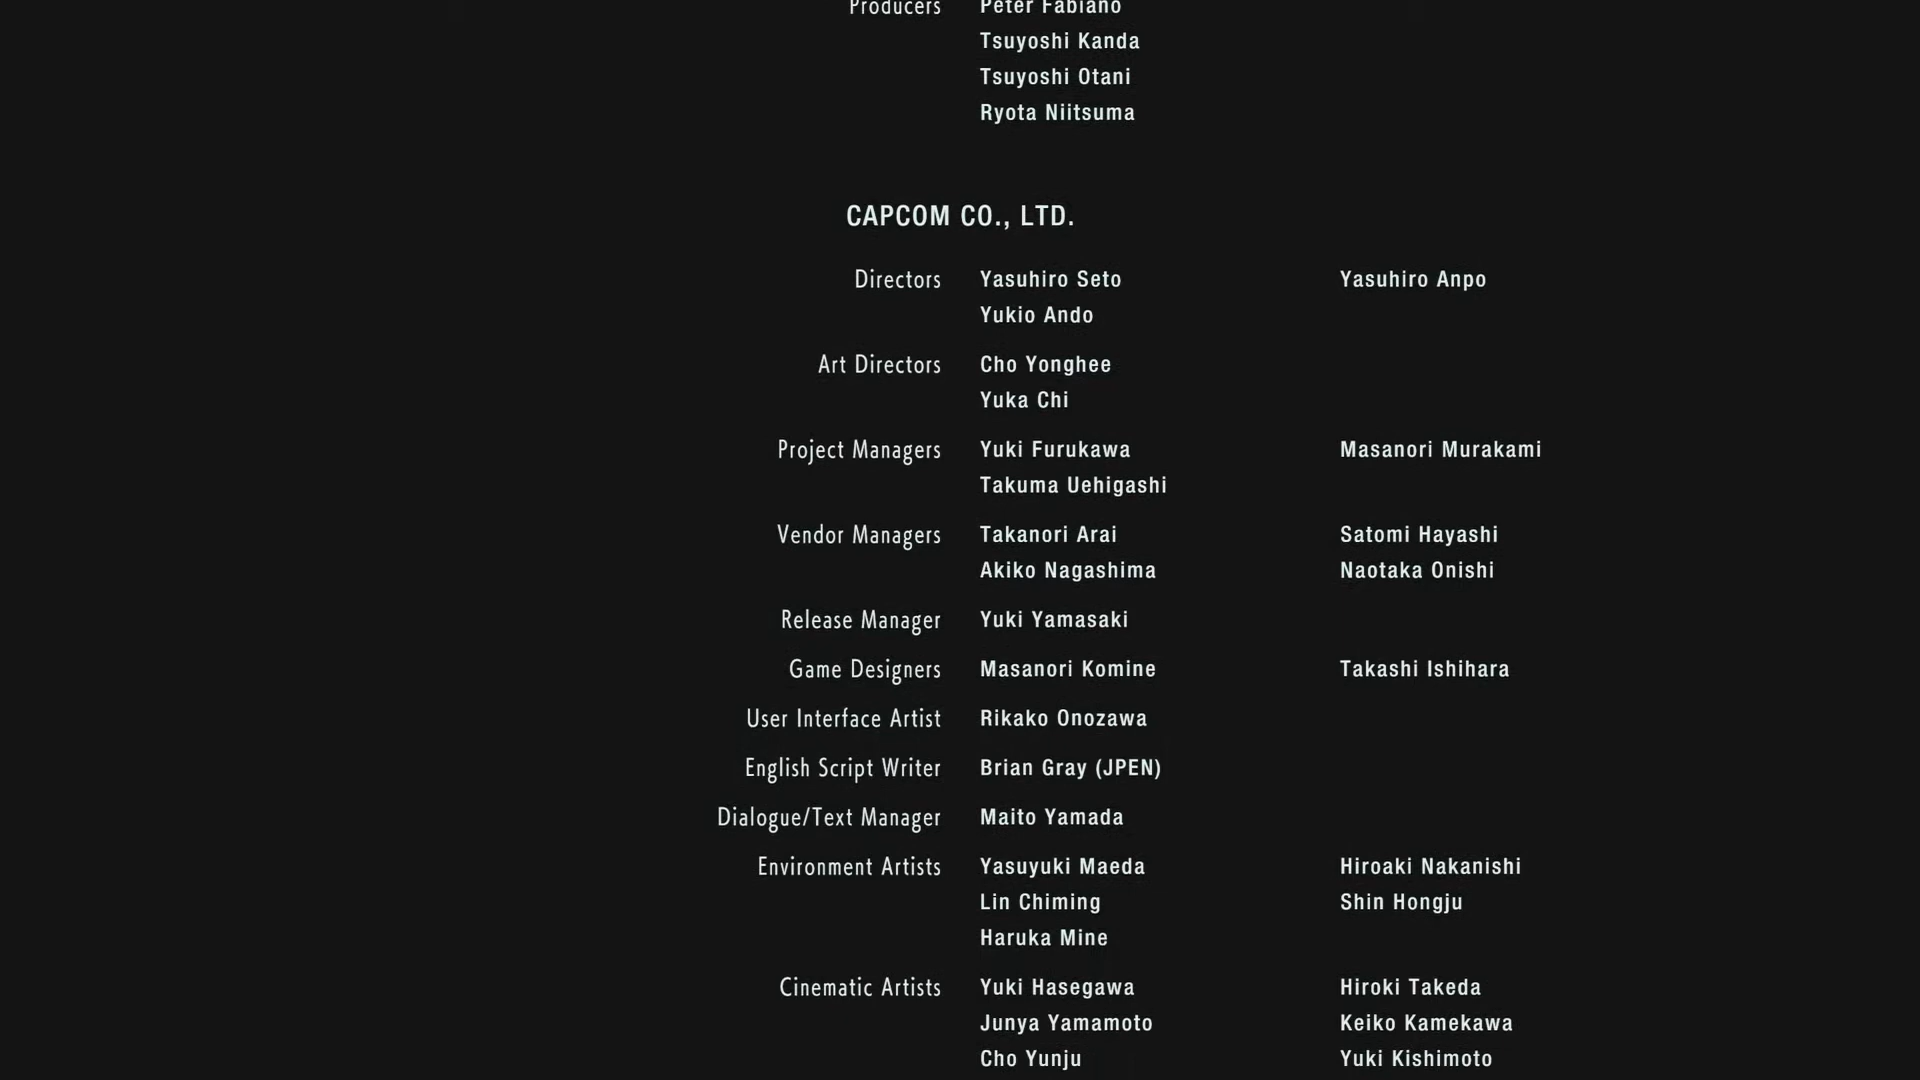 Producers Peter Fabiano
Tsuyoshi Kanda
Tsuyoshi Otani
Ryota Niitsuma
CAPCOM CO., LTD.
Directors Yasuhiro Seto Yasuhiro Anpo
Yukio Ando
Art Directors Cho Yonghee
Yuka Chi
Project Managers Yuki Furukawa Masanori Murakami
Takuma Uehigashi
Vendor Managers Takanori Arai Satomi Hayashi
Akiko Nagashima Naotaka Onishi
Release Manager Yuki Yamasaki
Game Designers Masanori Komine Takashi Ishihara
User Interface Artist Rikako Onozawa
English Script Writer Brian Gray (JPEN)
Dialogue/Text Manager Maito Yamada
Environment Artists Yasuyuki Maeda Hiroaki Nakanishi
Lin Chiming Shin Hongju
Haruka Mine
Cinematic Artists Yuki Hasegawa Hiroki Takeda
Junya Yamamoto Keiko Kamekawa
Cho Yunju Yuki Kishimoto